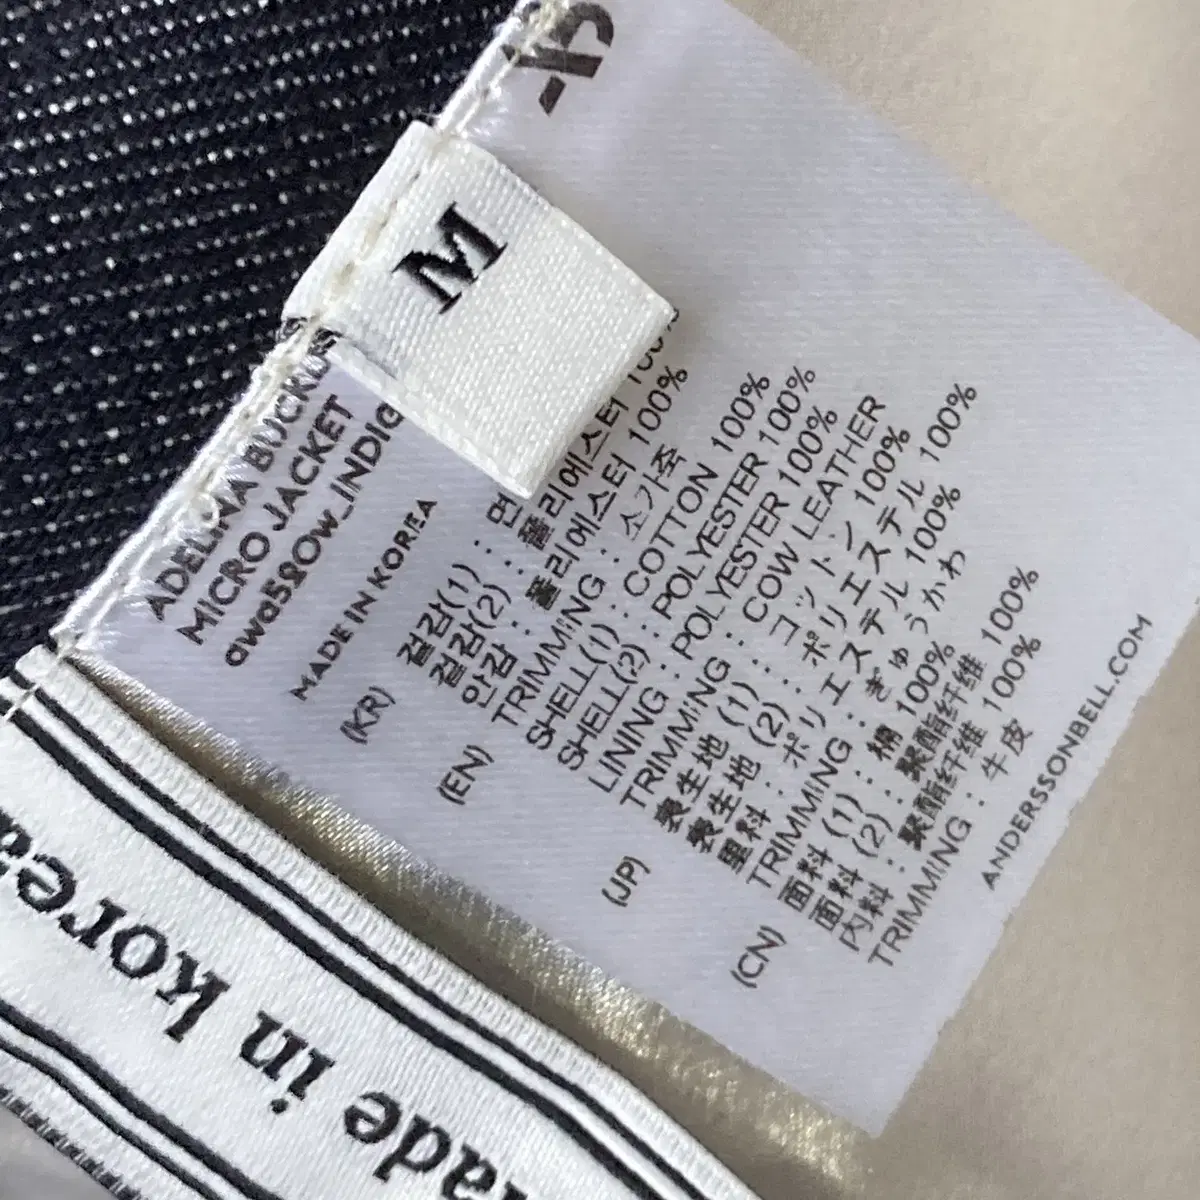 M
ADELINA BUCKL
MICRO JACKET
awa520w_INDIG
MADE IN KOREA
(KR)
겉감(1) : 면
겉감(2) : 폴리에스터 100%
안감 : 폴리에스터 100%
TRIMMING : 소가죽
(EN)
SHELL(1) : COTTON 100%
SHELL(2) : POLYESTER 100%
LINING : POLYESTER 100%
TRIMMING : COW LEATHER
(JP)
表生地 (1) : コットン 100%
表生地 (2) : ポリエステル 100%
里料 : ポリエステル 100%
TRIMMING : ぎゅうかわ
(CN)
面料 (1) : 棉 100%
面料 (2) : 聚酯纤维 100%
内料 : 聚酯纤维 100%
TRIMMING : 牛皮
ANDERSSONBELL.COM
ade in korea